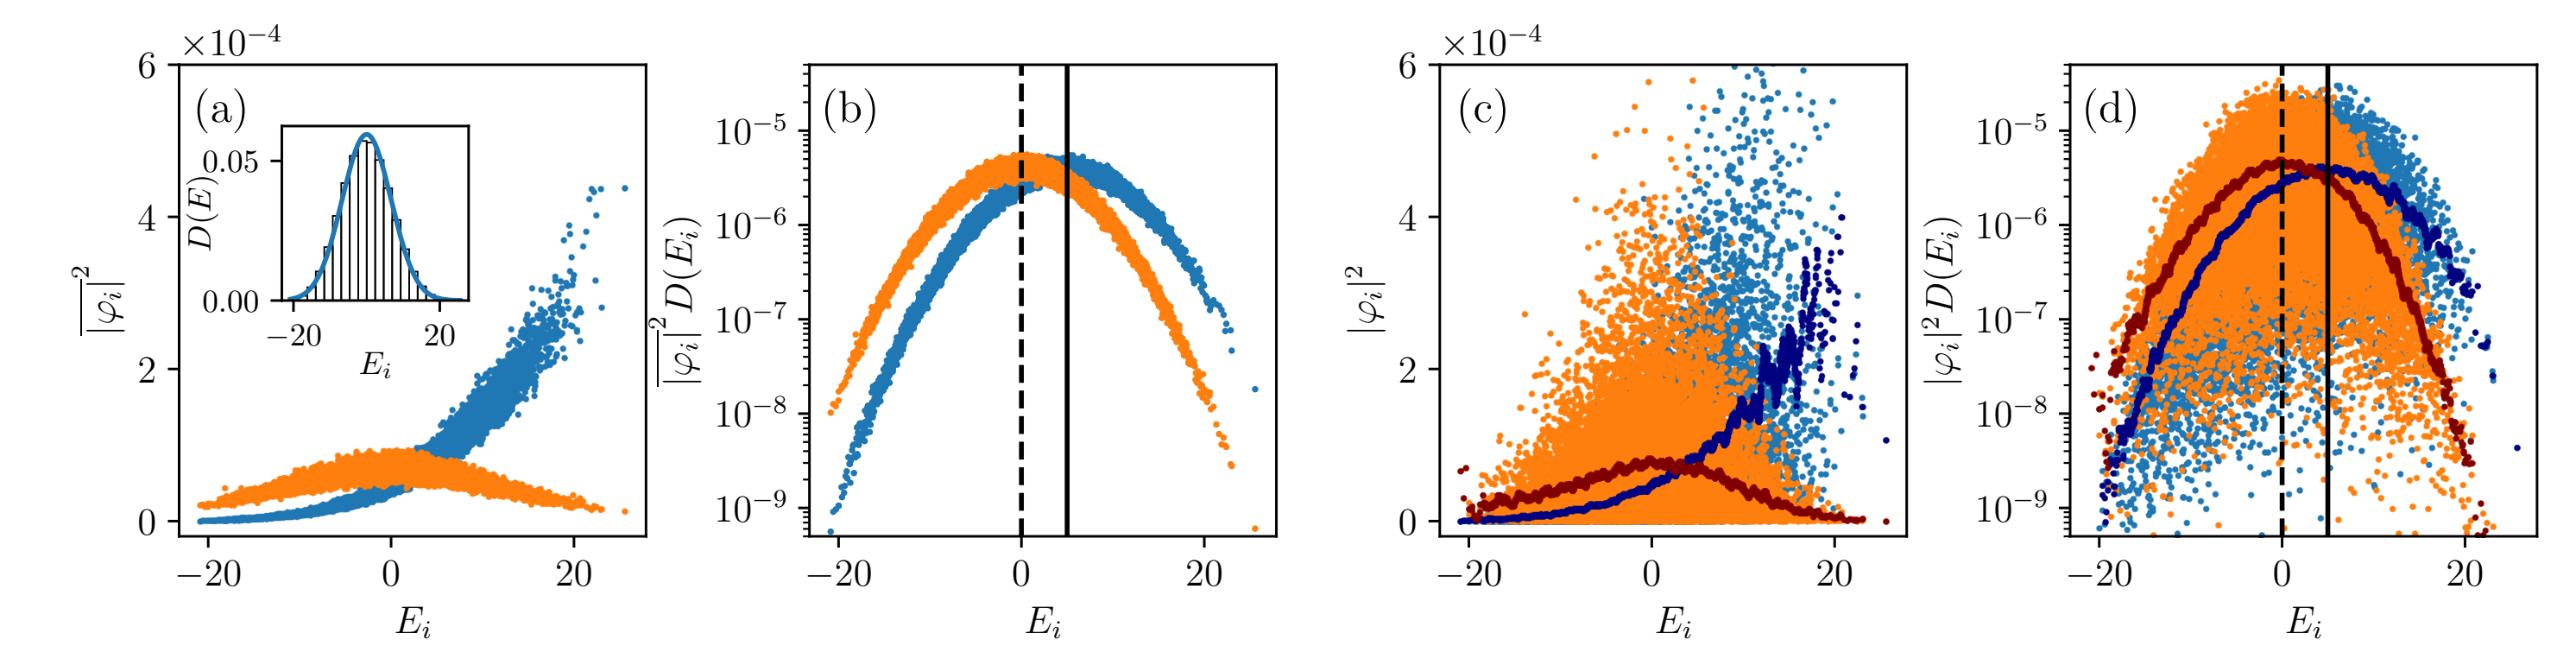 ×10⁻⁴
6
4
2
0
(a)
D(E)
0.05
0.00
−20
20
E_i
|φ_i|²
−20
0
20
E_i
(b)
10⁻⁵
10⁻⁶
10⁻⁷
10⁻⁸
10⁻⁹
|φ_i|² D(E_i)
−20
0
20
E_i
×10⁻⁴
6
4
2
0
(c)
|φ_i|²
−20
0
20
E_i
(d)
10⁻⁵
10⁻⁶
10⁻⁷
10⁻⁸
10⁻⁹
|φ_i|² D(E_i)
−20
0
20
E_i